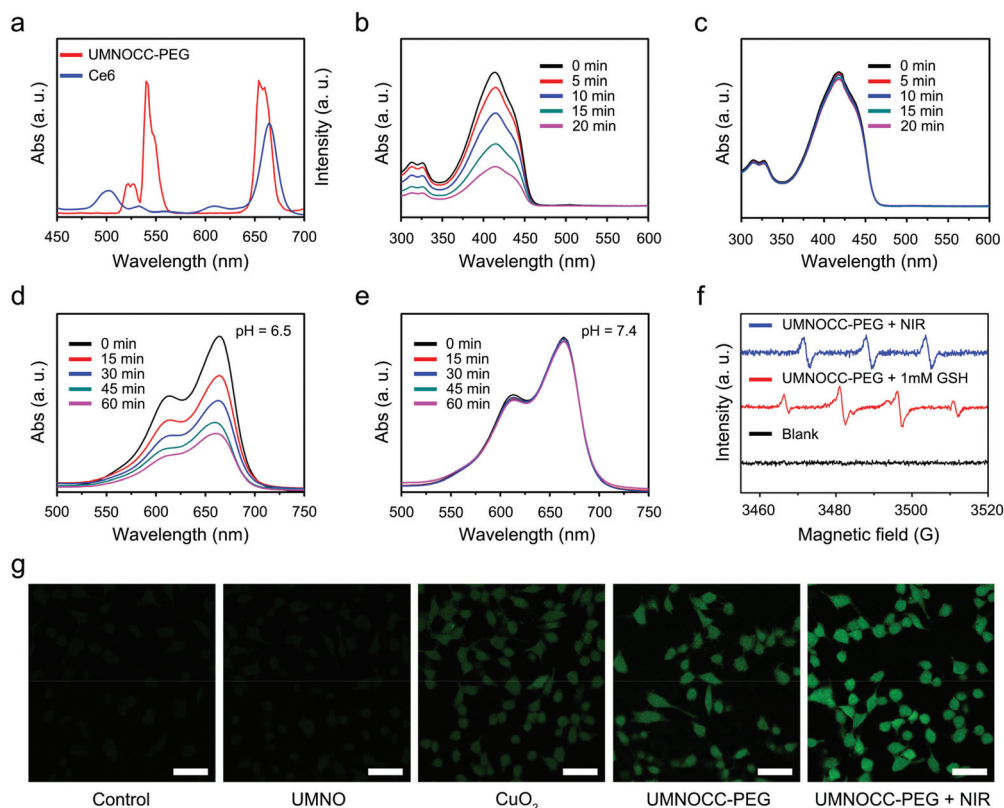 a
UMNOCC-PEG
Ce6
Abs (a. u.)
Intensity (a. u.)
450 500 550 600 650 700
Wavelength (nm)
b
0 min
5 min
10 min
15 min
20 min
Abs (a. u.)
300 350 400 450 500 550 600
Wavelength (nm)
c
0 min
5 min
10 min
15 min
20 min
Abs (a. u.)
300 350 400 450 500 550 600
Wavelength (nm)
d
pH = 6.5
0 min
15 min
30 min
45 min
60 min
Abs (a. u.)
500 550 600 650 700 750
Wavelength (nm)
e
pH = 7.4
0 min
15 min
30 min
45 min
60 min
Abs (a. u.)
500 550 600 650 700 750
Wavelength (nm)
f
UMNOCC-PEG + NIR
UMNOCC-PEG + 1mM GSH
Blank
Intensity (a. u.)
3460 3480 3500 3520
Magnetic field (G)
g
Control UMNO CuO₂ UMNOCC-PEG UMNOCC-PEG + NIR